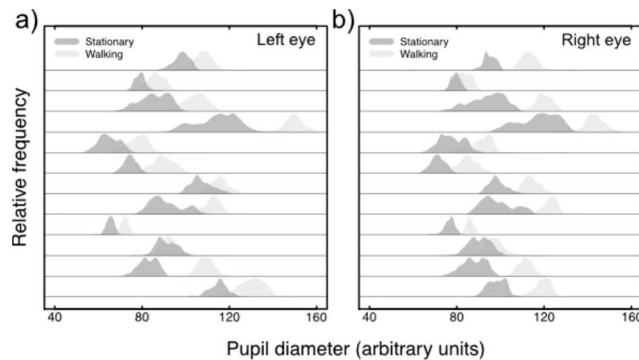 a)
Left eye
Stationary
Walking
b)
Right eye
Stationary
Walking
Relative frequency
40 80 120 160
40 80 120 160
Pupil diameter (arbitrary units)